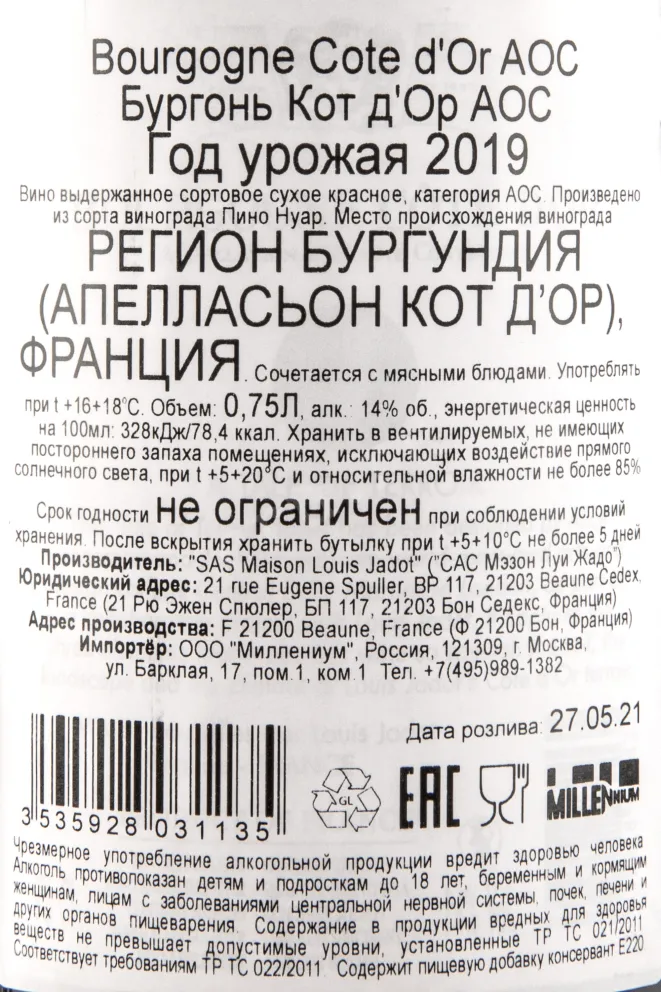 Bourgogne Cote d'Or AOC
Бургонь Кот д'Ор АОС
Год урожая 2019
Вино выдержанное сортовое сухое красное, категория АОС. Произведено
из сорта винограда Пино Нуар. Место происхождения винограда
РЕГИОН БУРГУНДИЯ
(АПЕЛЛАСЬОН КОТ Д'ОР),
ФРАНЦИЯ. Сочетается с мясными блюдами. Употреблять
при t +16+18°С. Объем: 0,75Л, алк.: 14% об., энергетическая ценность
на 100мл: 328кДж/78,4 ккал. Хранить в вентилируемых, не имеющих
постороннего запаха помещениях, исключающих воздействие прямого
солнечного света, при t +5+20°С и относительной влажности не более 85%
Срок годности не ограничен при соблюдении условий
хранения. После вскрытия хранить бутылку при t +5+10°С не более 5 дней
Производитель: "SAS Maison Louis Jadot" ("САС Мэзон Луи Жадо")
Юридический адрес: 21 rue Eugene Spuller, BP 117, 21203 Beaune Cedex,
France (21 Рю Эжен Спюлер, БП 117, 21203 Бон Седекс, Франция)
Адрес производства: F 21200 Beaune, France (Ф 21200 Бон, Франция)
Импортёр: ООО "Миллениум", Россия, 121309, г. Москва,
ул. Барклая, 17, пом.1, ком.1 Тел. +7(495)989-1382
Дата розлива: 27.05.21
3 535928 031135
GL
EAC
MILLENNIUM
Чрезмерное употребление алкогольной продукции вредит здоровью человека
Алкоголь противопоказан детям и подросткам до 18 лет, беременным и кормящим
женщинам, лицам с заболеваниями центральной нервной системы, почек, печени и
других органов пищеварения. Содержание в продукции вредных для здоровья
веществ не превышает допустимые уровни, установленные ТР ТС 021/2011
Соответствует требованиям ТР ТС 022/2011. Содержит пищевую добавку консервант Е220